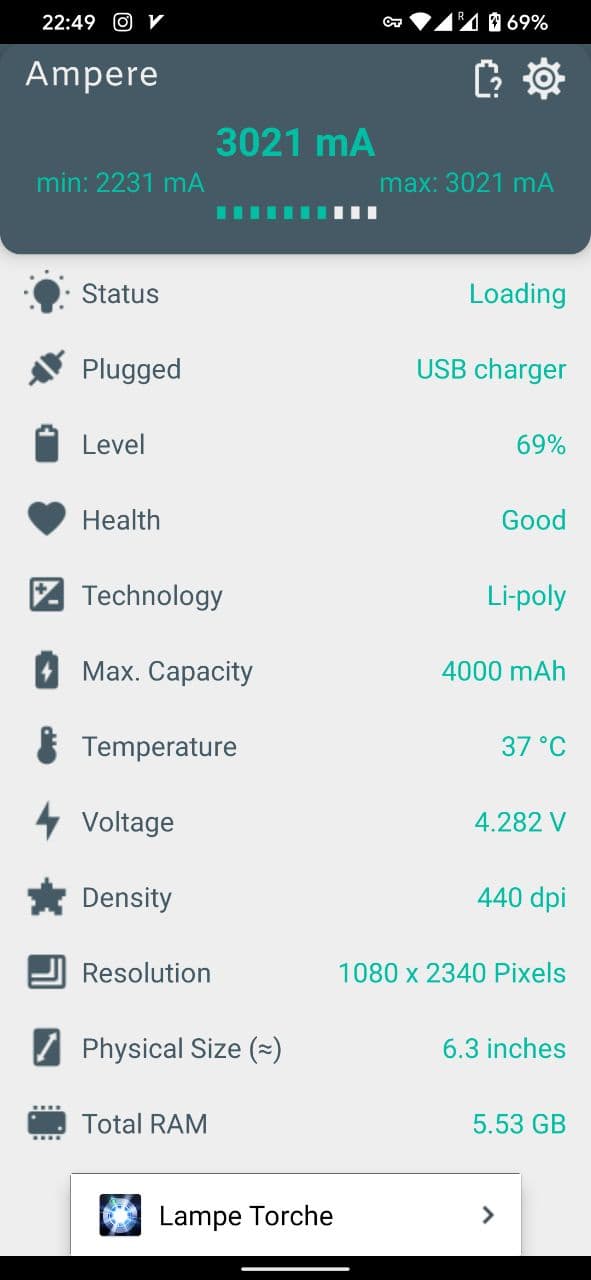 22:49 R 69%
Ampere
3021 mA
min: 2231 mA max: 3021 mA
Status Loading
Plugged USB charger
Level 69%
Health Good
Technology Li-poly
Max. Capacity 4000 mAh
Temperature 37 °C
Voltage 4.282 V
Density 440 dpi
Resolution 1080 x 2340 Pixels
Physical Size (≈) 6.3 inches
Total RAM 5.53 GB
Lampe Torche